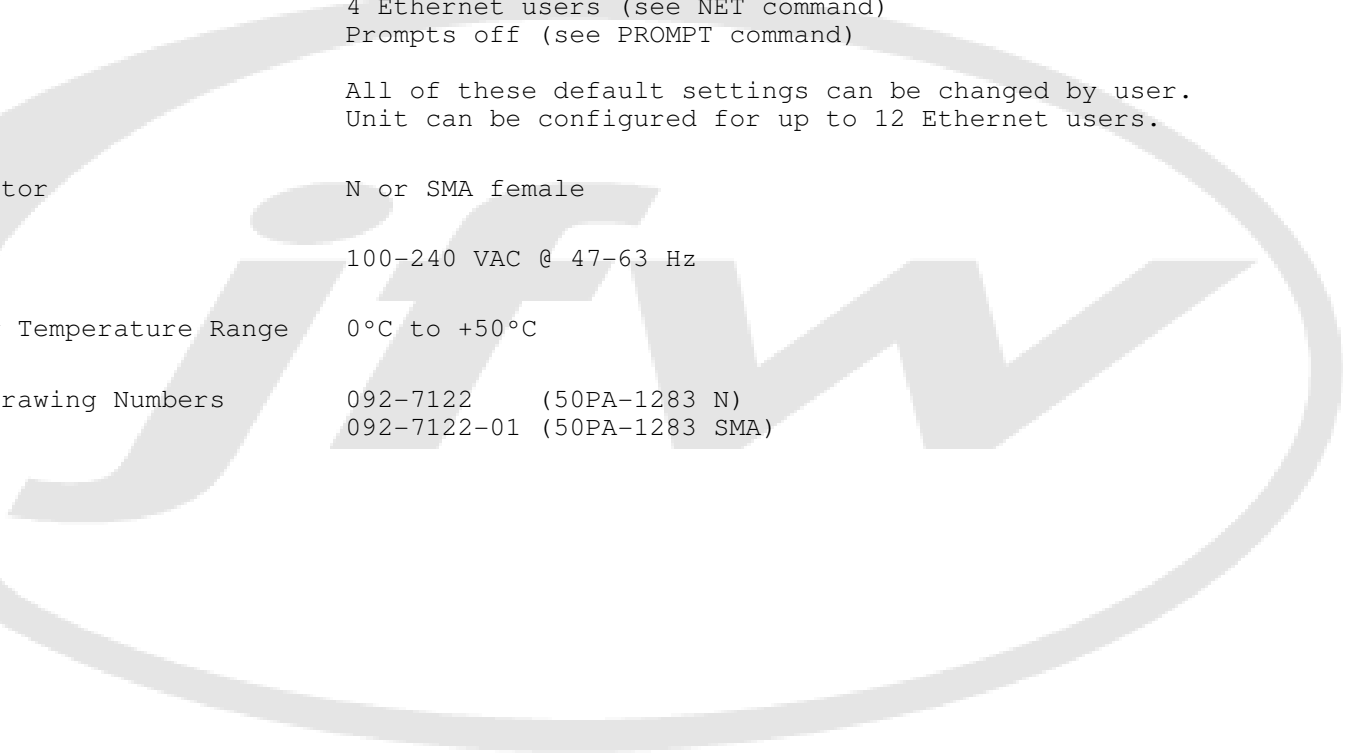 4 Ethernet users (see NET command)
Prompts off (see PROMPT command)
All of these default settings can be changed by user.
Unit can be configured for up to 12 Ethernet users.
tor N or SMA female
100-240 VAC @ 47-63 Hz
Temperature Range 0°C to +50°C
rawing Numbers 092-7122 (50PA-1283 N)
092-7122-01 (50PA-1283 SMA)
jfw